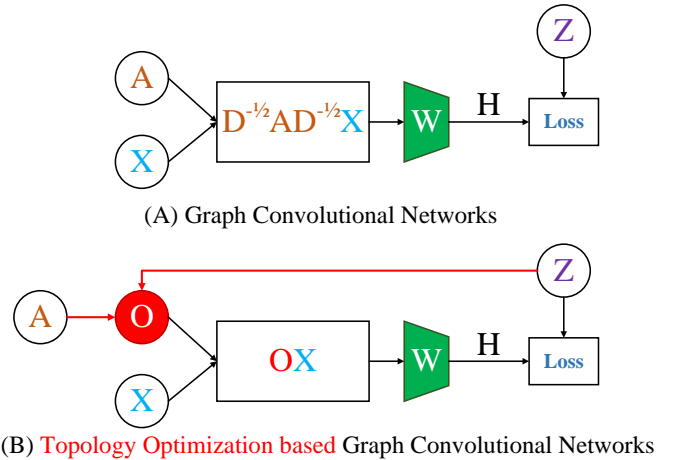 Z
A
D⁻½AD⁻½X
W
H
Loss
X
(A) Graph Convolutional Networks
Z
A
O
OX
W
H
Loss
X
(B) Topology Optimization based Graph Convolutional Networks